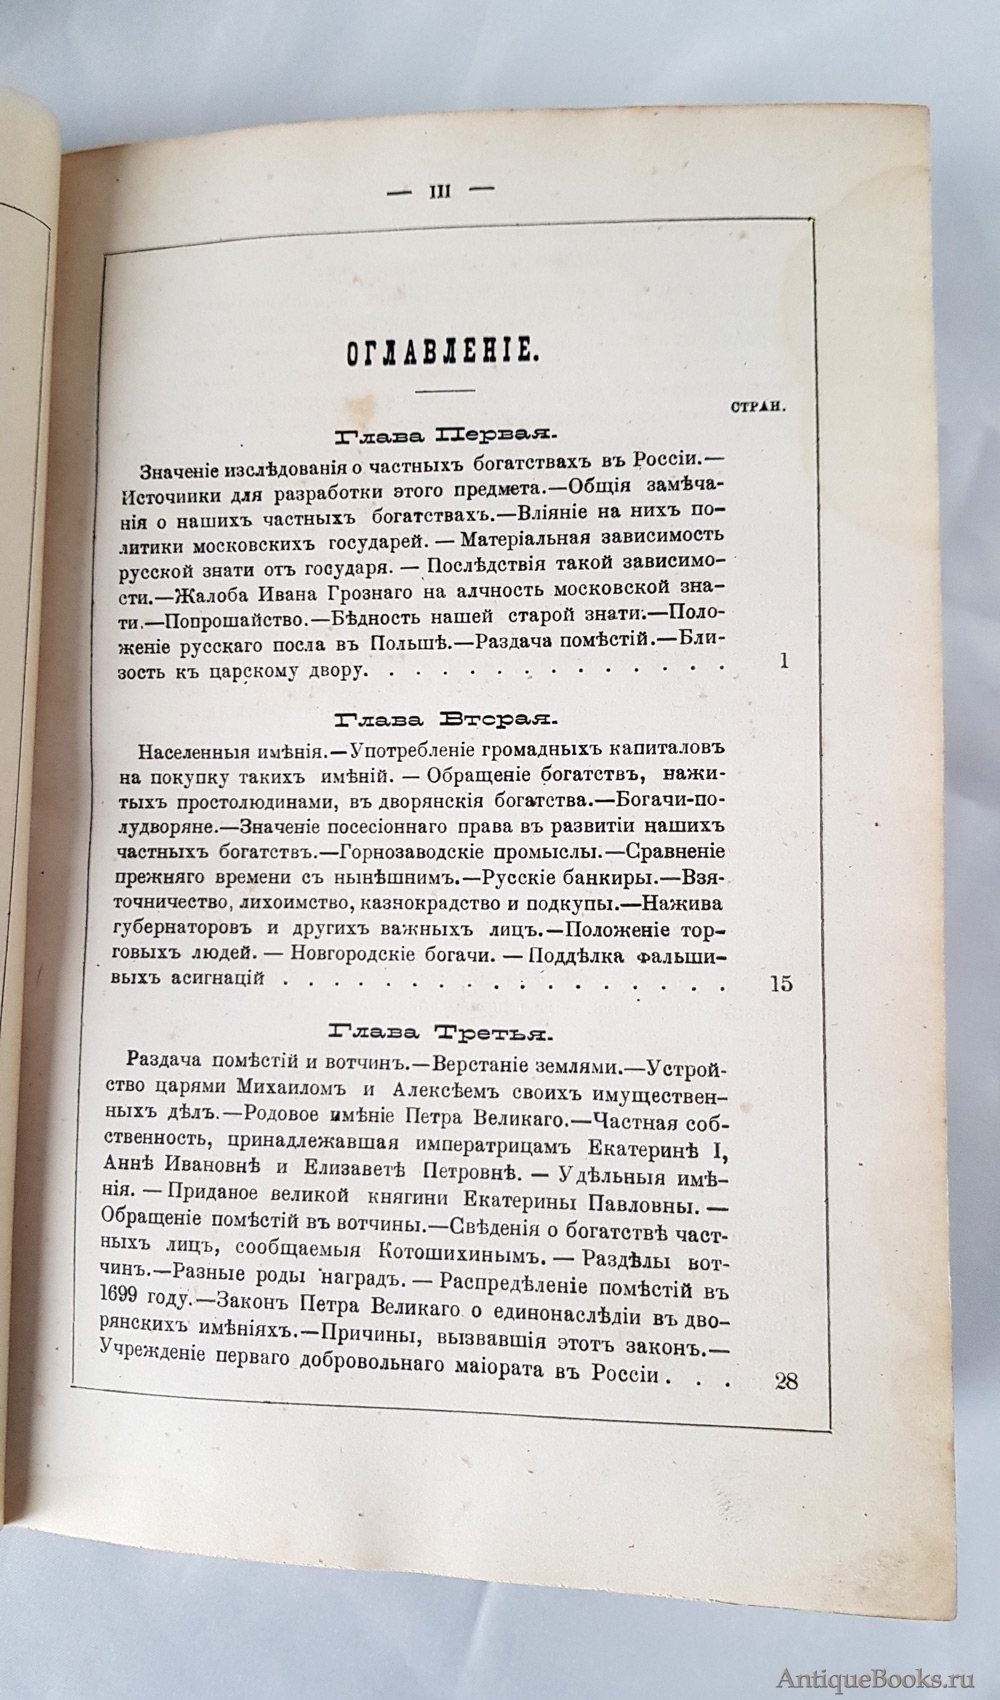 — III —
ОГЛАВЛЕНІЕ.
СТРАН.
Глава Первая.
Значеніе изслѣдованія о частныхъ богатствахъ въ Россіи.—
Источники для разработки этого предмета.—Общія замѣча-
нія о нашихъ частныхъ богатствахъ.—Вліяніе на нихъ по-
литики московскихъ государей. — Матеріальная зависимость
русской знати отъ государя. — Послѣдствія такой зависимо-
сти.—Жалоба Ивана Грознаго на алчность московской зна-
ти.—Попрошайство.—Бѣдность нашей старой знати.—Поло-
женіе русскаго посла въ Польшѣ.—Раздача помѣстій.—Бли-
зость къ царскому двору. . . . . . . . . . . . . . 1
Глава Вторая.
Населенныя имѣнія.—Употребленіе громадныхъ капиталовъ
на покупку такихъ имѣній. — Обращеніе богатствъ, нажи-
тыхъ простолюдинами, въ дворянскія богатства.—Богачи-по-
лудворяне.—Значеніе посесіоннаго права въ развитіи нашихъ
частныхъ богатствъ.—Горнозаводскіе промыслы.—Сравненіе
прежняго времени съ нынѣшнимъ.—Русскіе банкиры.—Взя-
точничество, лихоимство, казнокрадство и подкупы.—Нажива
губернаторовъ и другихъ важныхъ лицъ.—Положеніе тор-
говыхъ людей. — Новгородскіе богачи. — Поддѣлка фальши-
выхъ асигнацій . . . . . . . . . . . . . . . . . 15
Глава Третья.
Раздача помѣстій и вотчинъ.—Верстаніе землями.—Устрой-
ство царями Михаиломъ и Алексѣемъ своихъ имуществен-
ныхъ дѣлъ.—Родовое имѣніе Петра Великаго.—Частная соб-
ственность, принадлежавшая императрицамъ Екатеринѣ I,
Аннѣ Ивановнѣ и Елизаветѣ Петровнѣ. — Удѣльныя имѣ-
нія. — Приданое великой княгини Екатерины Павловны. —
Обращеніе помѣстій въ вотчины.—Свѣденія о богатствѣ част-
ныхъ лицъ, сообщаемыя Котошихинымъ. — Раздѣлы вот-
чинъ.—Разные роды наградъ. — Распредѣленіе помѣстій въ
1699 году.—Законъ Петра Великаго о единонаслѣдіи въ дво-
рянскихъ имѣніяхъ.—Причины, вызвавшія этотъ законъ.—
Учрежденіе перваго добровольнаго маіората въ Россіи . . . 28
AntiqueBooks.ru